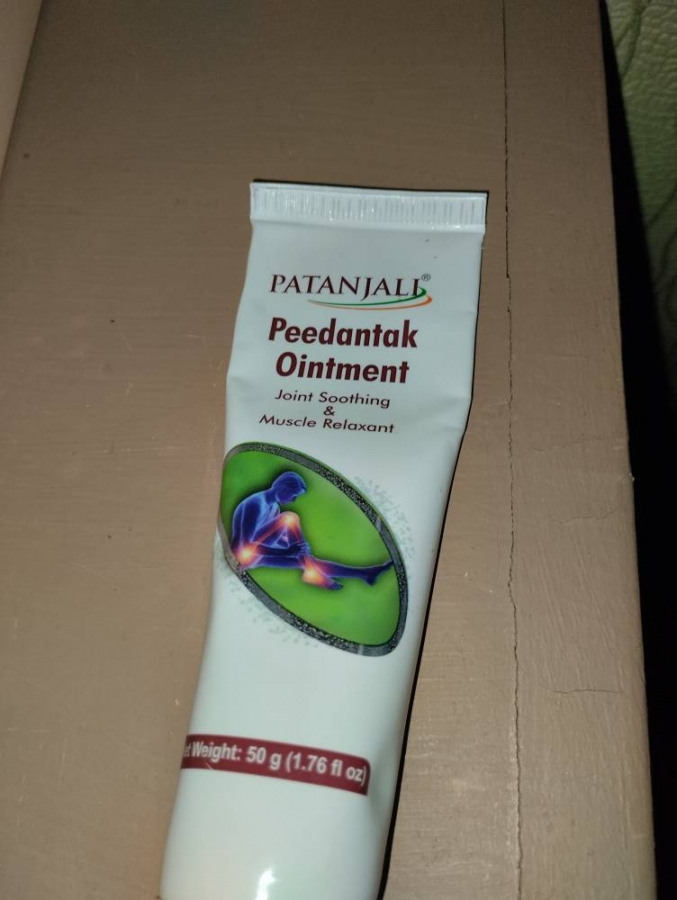 PATANJALI®
Peedantak
Ointment
Joint Soothing
&
Muscle Relaxant
Weight: 50 g (1.76 fl oz)